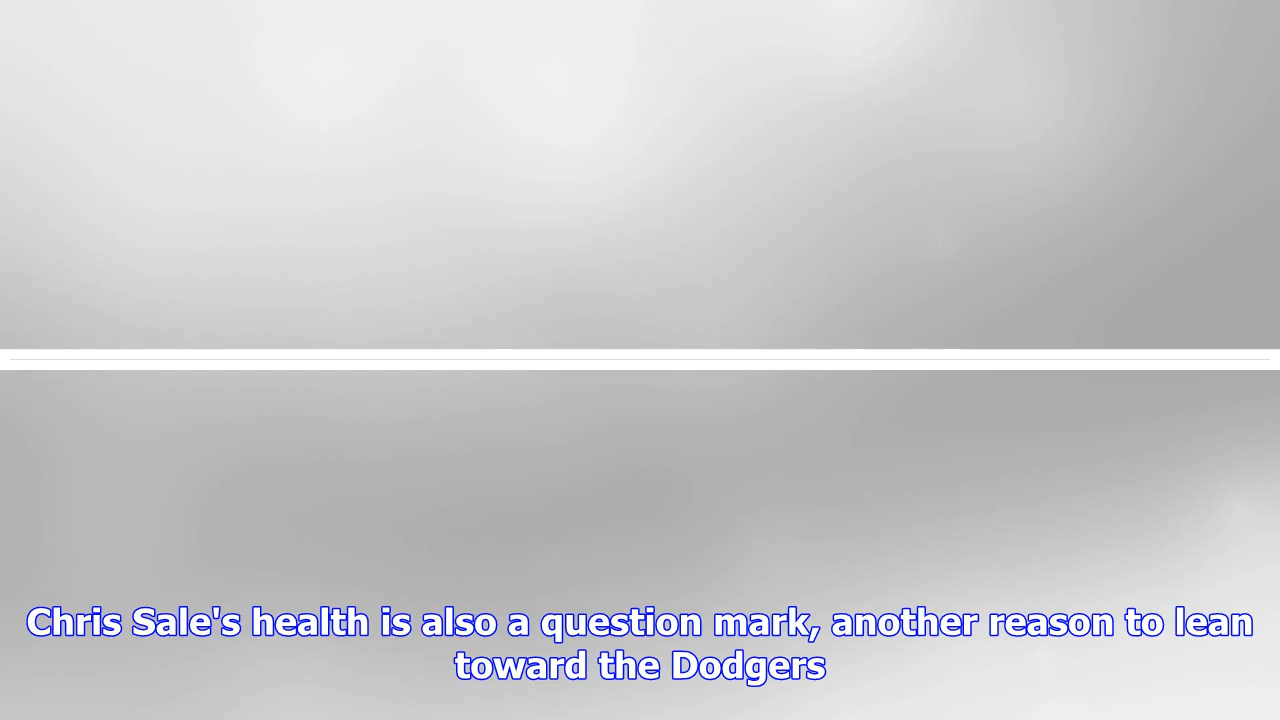 Chris Sale's health is also a question mark, another reason to lean
toward the Dodgers